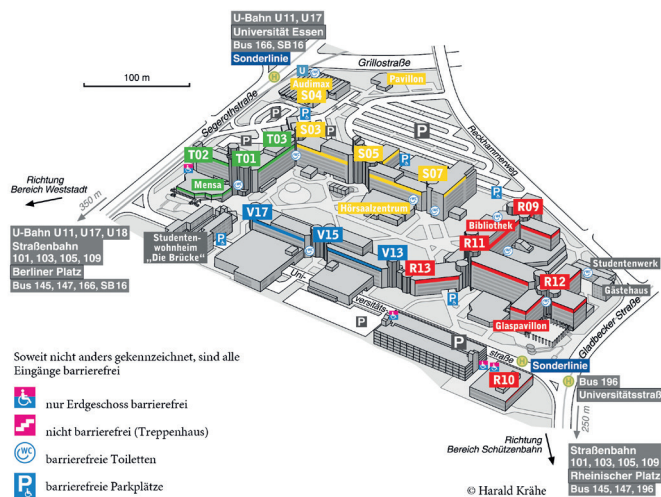 U-Bahn U11, U17
Universität Essen
Bus 166, SB16
Sonderlinie
H
U
Grillostraße
100 m
Audimax
S04
Pavillon
Segerothstraße
Reckhammerweg
P
T03
S03
P
P
P
T02
T01
S05
S07
Mensa
Hörsaalzentrum
Richtung
Bereich Weststadt
350 m
V17
Bibliothek
R09
U-Bahn U11, U17, U18
Straßenbahn
101, 103, 105, 109
Berliner Platz
Bus 145, 147, 166, SB16
Studenten-
wohnheim
„Die Brücke“
V15
V13
R11
R13
R12
Studentenwerk
Gästehaus
Uni-
versitäts-
straße
Glaspavillon
Gladbecker Straße
P
P
Sonderlinie
H
R10
H
Bus 196
Universitätsstraß
250 m
Soweit nicht anders gekennzeichnet, sind alle
Eingänge barrierefrei
nur Erdgeschoss barrierefrei
nicht barrierefrei (Treppenhaus)
WC
barrierefreie Toiletten
P
barrierefreie Parkplätze
Richtung
Bereich Schützenbahn
Straßenbahn
101, 103, 105, 109
Rheinischer Platz
Bus 145, 147, 196
© Harald Krähe